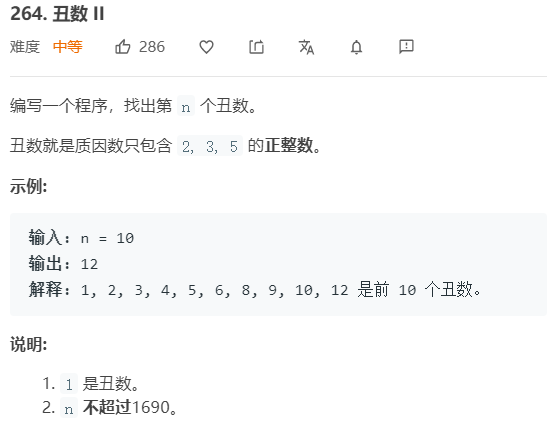 264. 丑数 II
难度 中等 286
编写一个程序，找出第 n 个丑数。
丑数就是质因数只包含 2, 3, 5 的正整数。
示例:
输入: n = 10
输出: 12
解释: 1, 2, 3, 4, 5, 6, 8, 9, 10, 12 是前 10 个丑数。
说明:
1. 1 是丑数。
2. n 不超过1690。